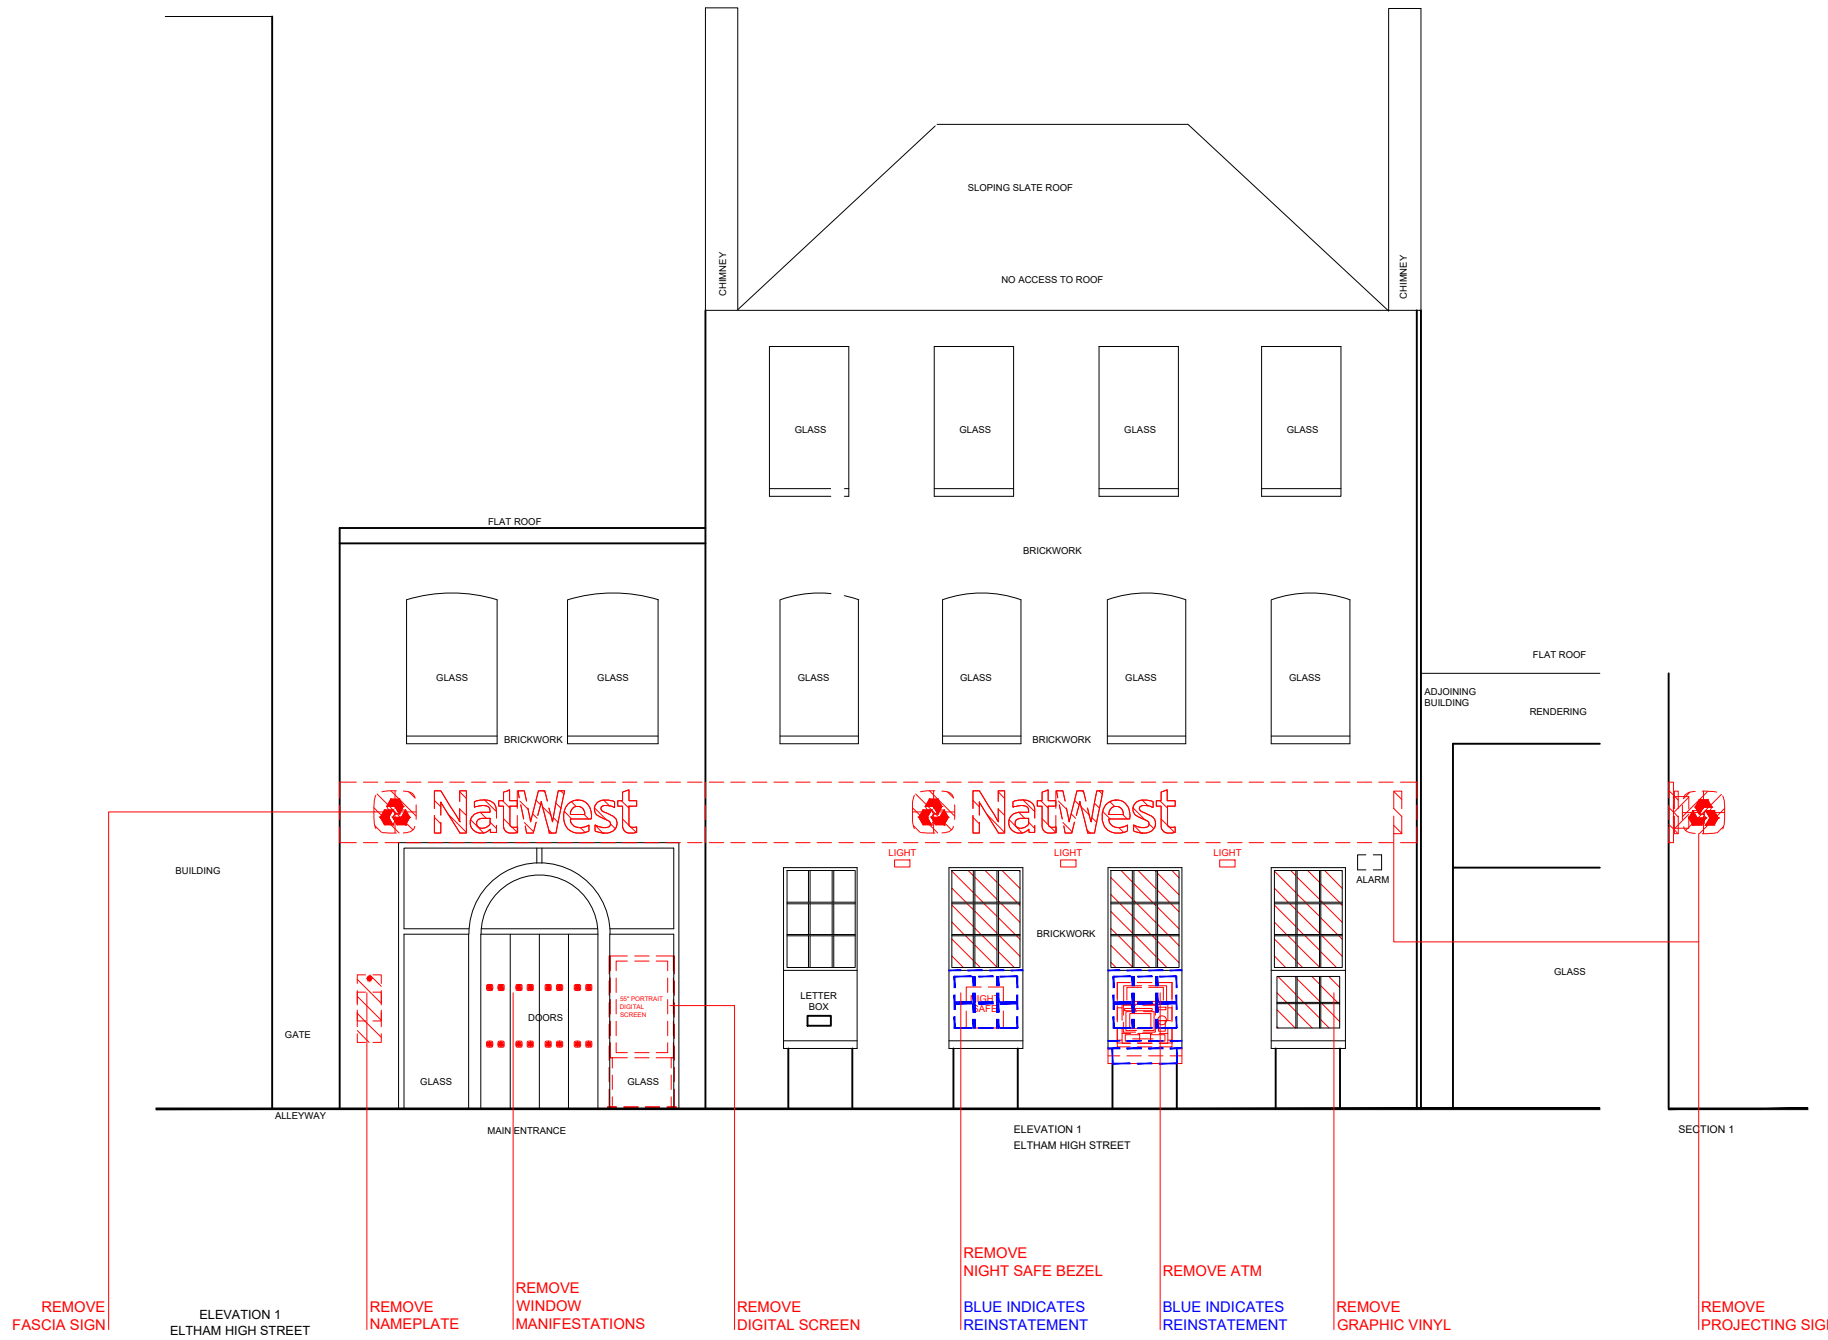 SLOPING SLATE ROOF
CHIMNEY
CHIMNEY
NO ACCESS TO ROOF
GLASS
GLASS
GLASS
GLASS
FLAT ROOF
BRICKWORK
FLAT ROOF
GLASS
GLASS
GLASS
GLASS
GLASS
GLASS
ADJOINING
BUILDING
RENDERING
BRICKWORK
BRICKWORK
NatWest
NatWest
LIGHT
LIGHT
LIGHT
BUILDING
ALARM
BRICKWORK
GLASS
LETTER
BOX
NIGHT
SAFE
55" PORTRAIT
DIGITAL
SCREEN
DOORS
GATE
GLASS
GLASS
ALLEYWAY
MAIN ENTRANCE
ELEVATION 1
ELTHAM HIGH STREET
SECTION 1
REMOVE
FASCIA SIGN
ELEVATION 1
ELTHAM HIGH STREET
REMOVE
NAMEPLATE
REMOVE
WINDOW
MANIFESTATIONS
REMOVE
DIGITAL SCREEN
REMOVE
NIGHT SAFE BEZEL
BLUE INDICATES
REINSTATEMENT
REMOVE ATM
BLUE INDICATES
REINSTATEMENT
REMOVE
GRAPHIC VINYL
REMOVE
PROJECTING SIGN